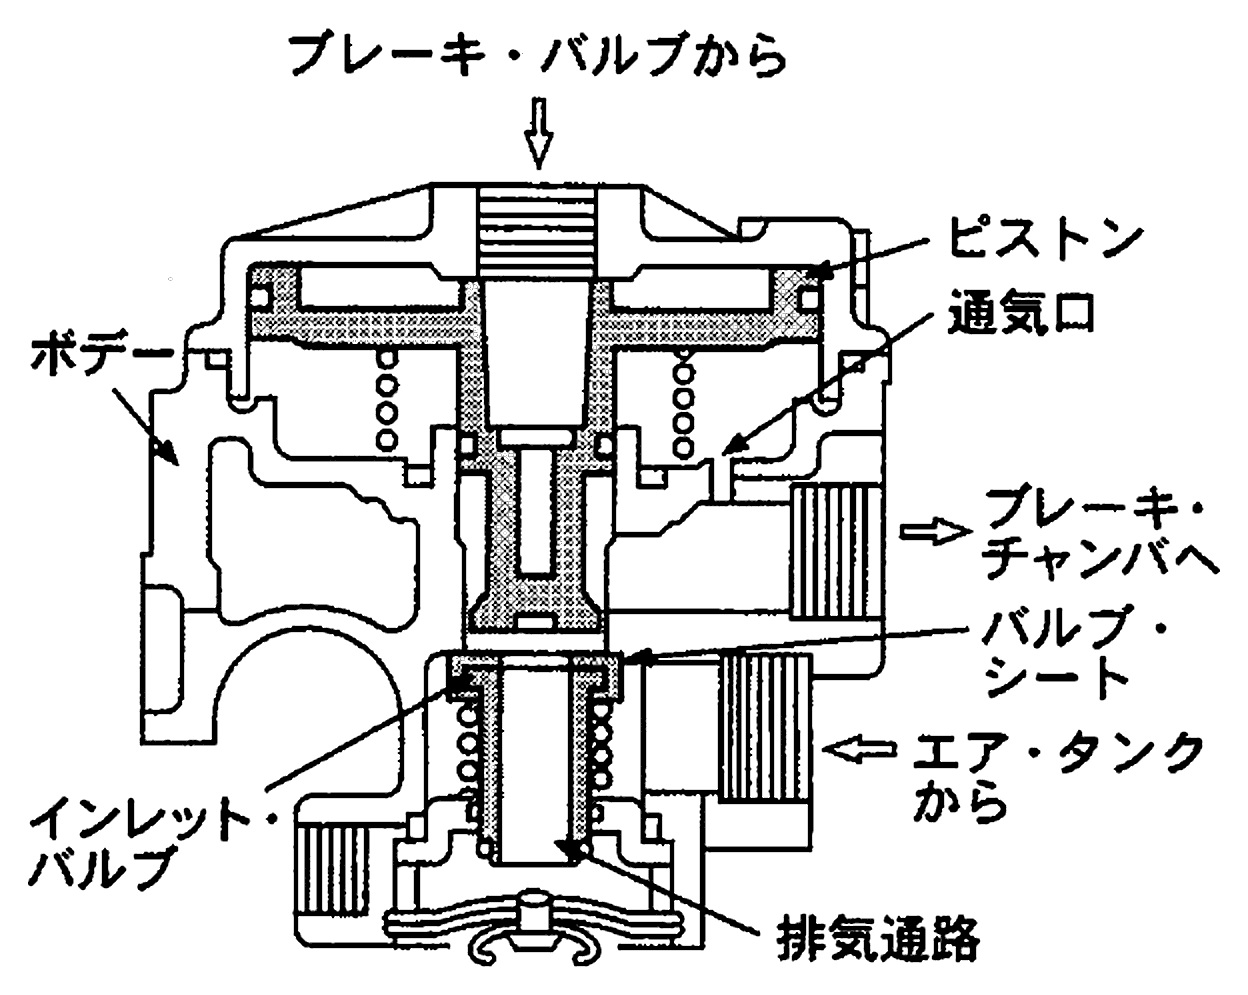 ブレーキ・バルブから
ピストン
通気口
ボデー
ブレーキ・
チャンバへ
バルブ・
シート
エア・タンク
から
インレット・
バルブ
排気通路